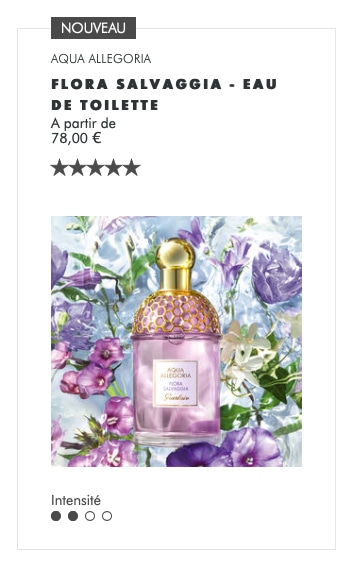 NOUVEAU
AQUA ALLEGORIA
FLORA SALVAGGIA - EAU
DE TOILETTE
A partir de
78,00 €
AQUA
ALLEGORIA
FLORA
SALVAGGIA
Guerlain
Intensité